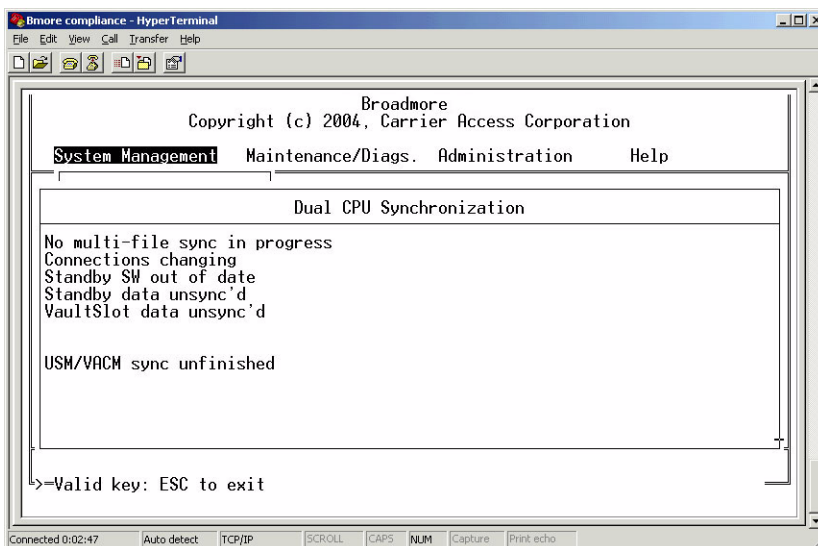 Bmore compliance - HyperTerminal
File Edit View Call Transfer Help
Broadmore
Copyright (c) 2004, Carrier Access Corporation
System Management Maintenance/Diags. Administration Help
Dual CPU Synchronization
No multi-file sync in progress
Connections changing
Standby SW out of date
Standby data unsync'd
VaultSlot data unsync'd
USM/VACM sync unfinished
>=Valid key: ESC to exit
Connected 0:02:47 Auto detect TCP/IP SCROLL CAPS NUM Capture Print echo